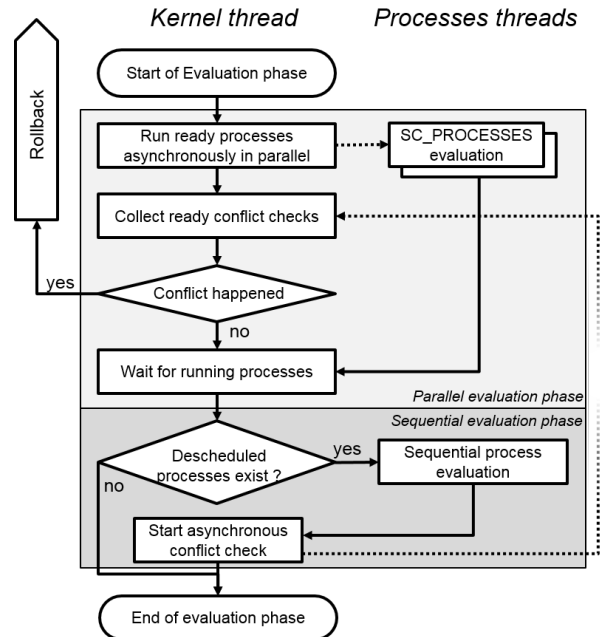 Kernel thread
Processes threads
Start of Evaluation phase
Rollback
Run ready processes
asynchronously in parallel
SC_PROCESSES
evaluation
Collect ready conflict checks
yes
Conflict happened
no
Wait for running processes
Parallel evaluation phase
Sequential evaluation phase
Descheduled
processes exist ?
yes
no
Sequential process
evaluation
Start asynchronous
conflict check
End of evaluation phase